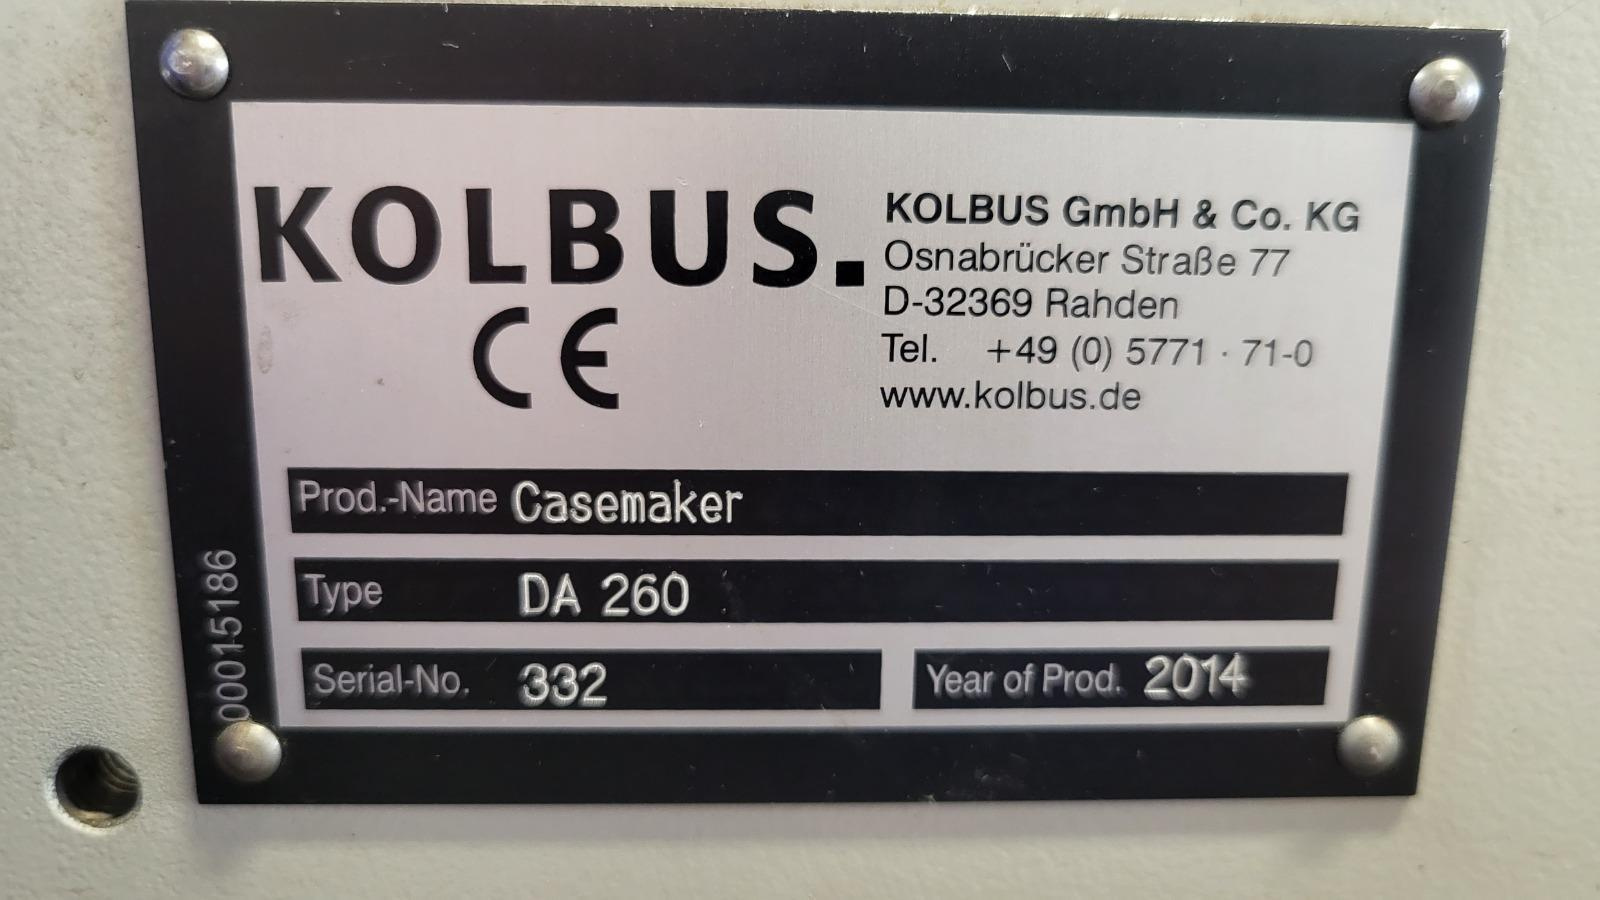 KOLBUS.
CE
KOLBUS GmbH & Co. KG
Osnabrücker Straße 77
D-32369 Rahden
Tel. +49 (0) 5771 · 71-0
www.kolbus.de
Prod.-Name Casemaker
Type DA 260
Serial-No. 332
Year of Prod. 2014
00015186